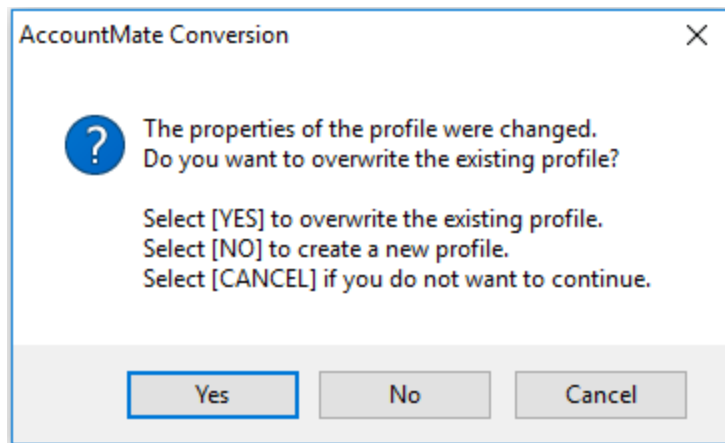 AccountMate Conversion
The properties of the profile were changed.
Do you want to overwrite the existing profile?
Select [YES] to overwrite the existing profile.
Select [NO] to create a new profile.
Select [CANCEL] if you do not want to continue.
Yes No Cancel